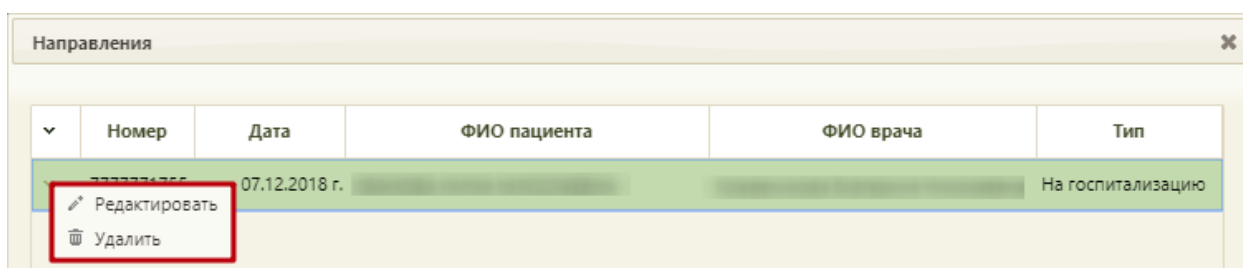 Направления
Номер Дата ФИО пациента ФИО врача Тип
07.12.2018 г. На госпитализацию
Редактировать
Удалить